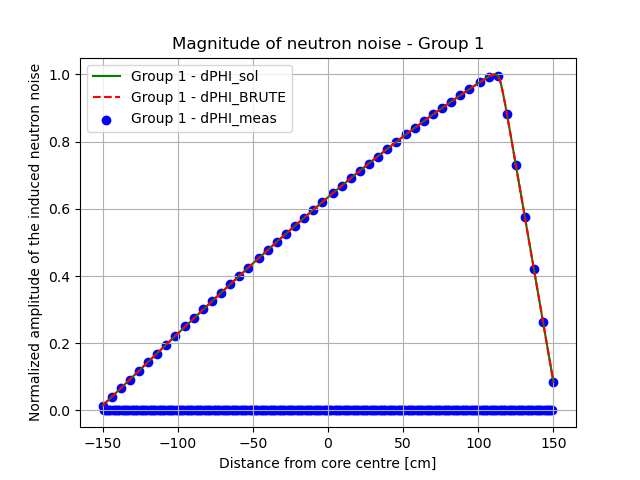 Magnitude of neutron noise - Group 1
Normalized amplitude of the induced neutron noise
1.0
0.8
0.6
0.4
0.2
0.0
Group 1 - dPHI_sol
Group 1 - dPHI_BRUTE
Group 1 - dPHI_meas
−150
−100
−50
0
50
100
150
Distance from core centre [cm]